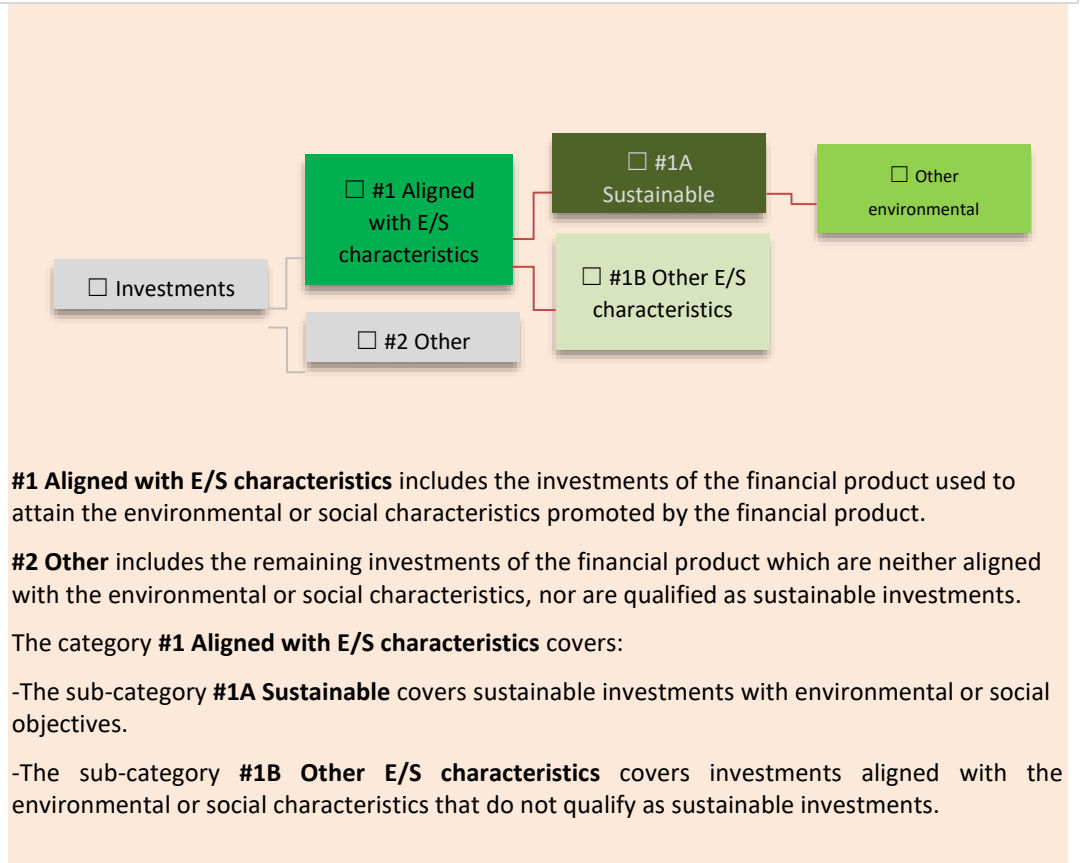 ☐ #1A
Sustainable
☐ Other
environmental
☐ #1 Aligned
with E/S
characteristics
☐ #1B Other E/S
characteristics
☐ Investments
☐ #2 Other
#1 Aligned with E/S characteristics includes the investments of the financial product used to
attain the environmental or social characteristics promoted by the financial product.
#2 Other includes the remaining investments of the financial product which are neither aligned
with the environmental or social characteristics, nor are qualified as sustainable investments.
The category #1 Aligned with E/S characteristics covers:
-The sub-category #1A Sustainable covers sustainable investments with environmental or social
objectives.
-The sub-category #1B Other E/S characteristics covers investments aligned with the
environmental or social characteristics that do not qualify as sustainable investments.